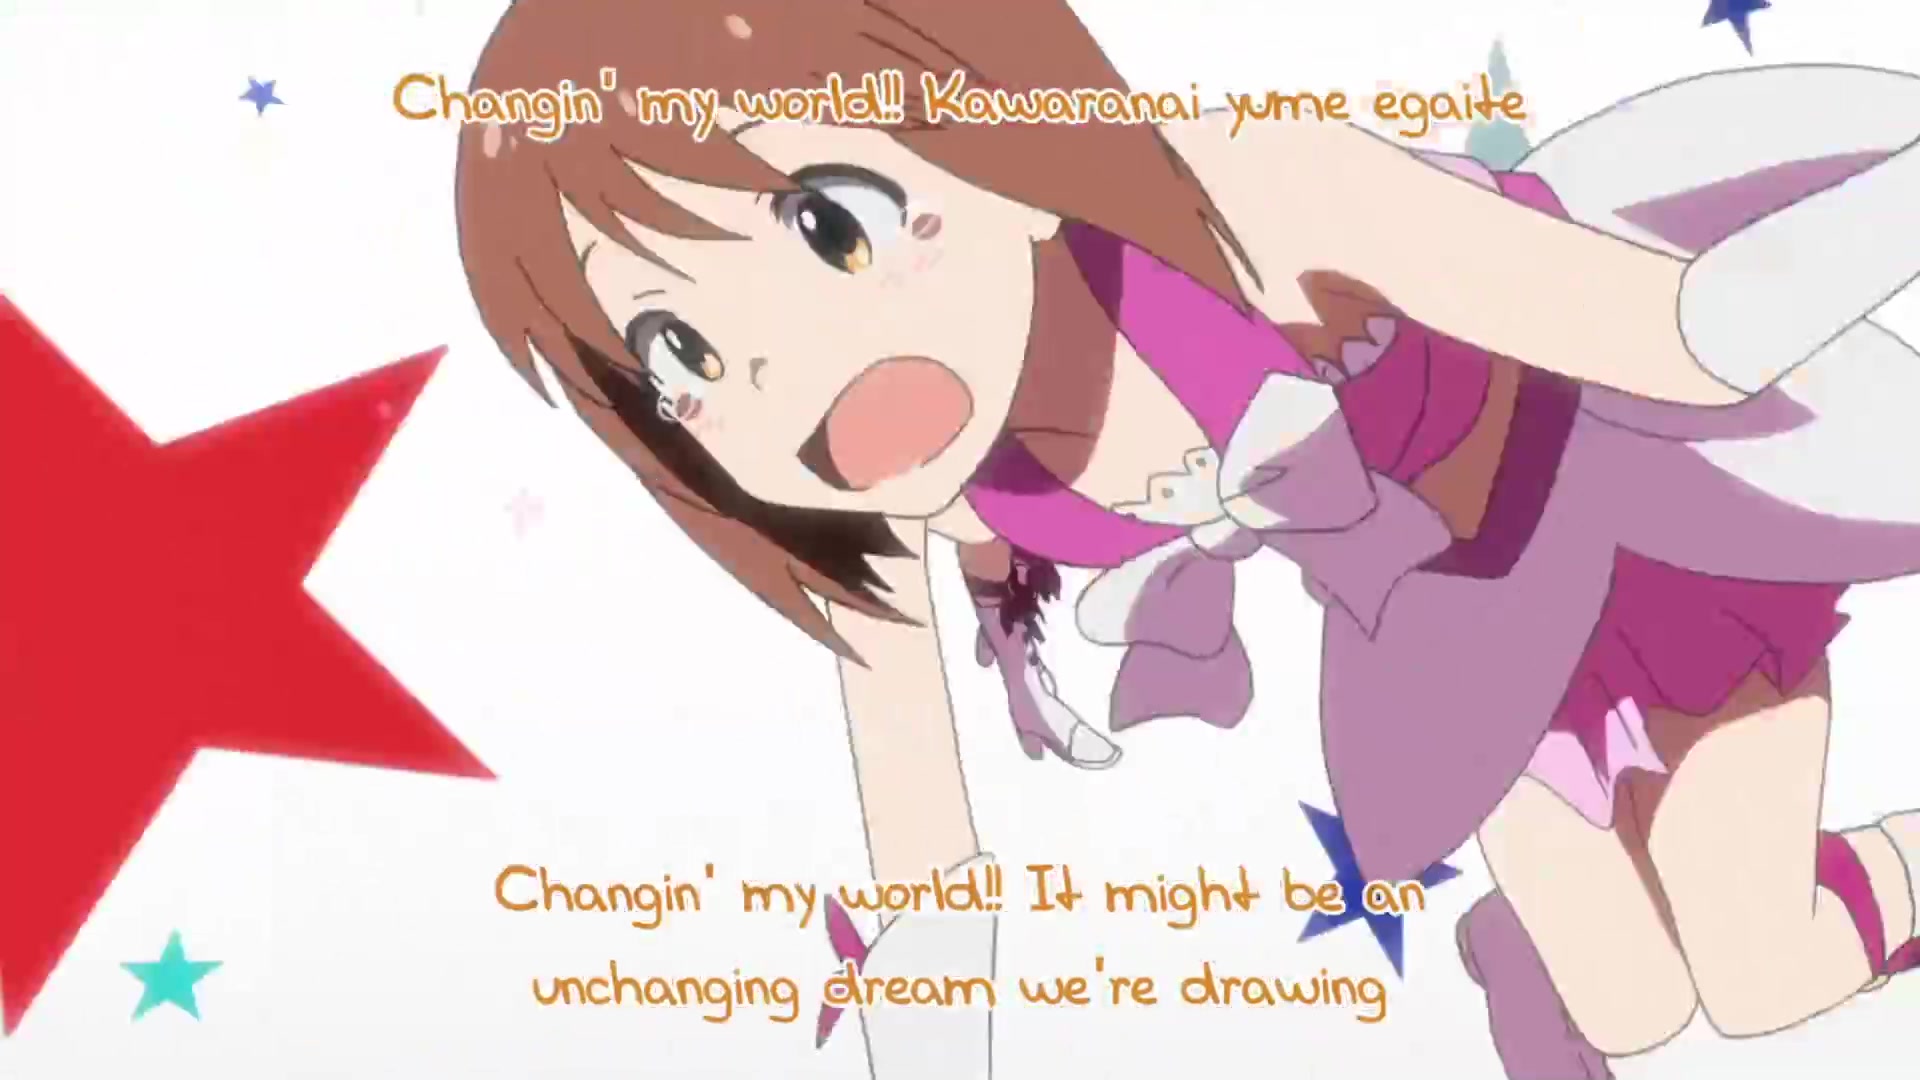 Changin' my world!! Kawaranai yume egaite
Changin' my world!! It might be an
unchanging dream we're drawing